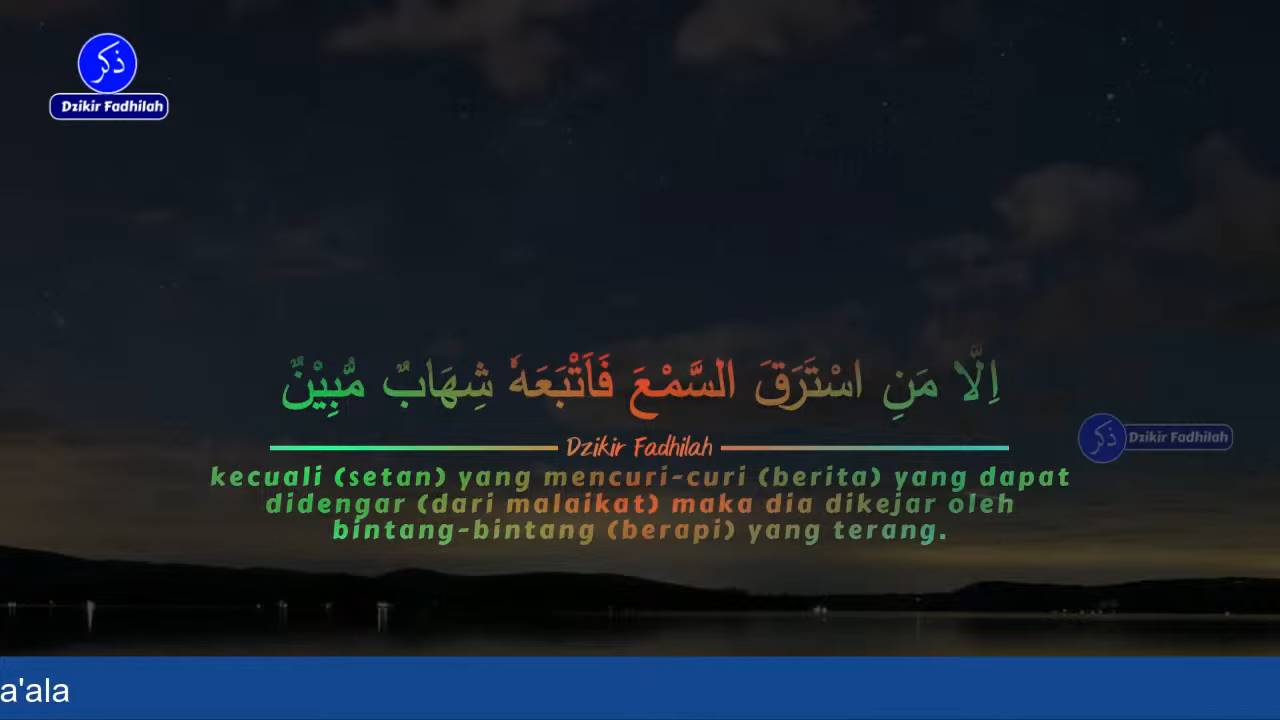 ذكر
Dzikir Fadhilah
اِلَّا مَنِ اسْتَرَقَ السَّمْعَ فَاَتْبَعَهٗ شِهَابٌ مُّبِيْنٌ
Dzikir Fadhilah
ذكر
Dzikir Fadhilah
kecuali (setan) yang mencuri-curi (berita) yang dapat
didengar (dari malaikat) maka dia dikejar oleh
bintang-bintang (berapi) yang terang.
a'ala